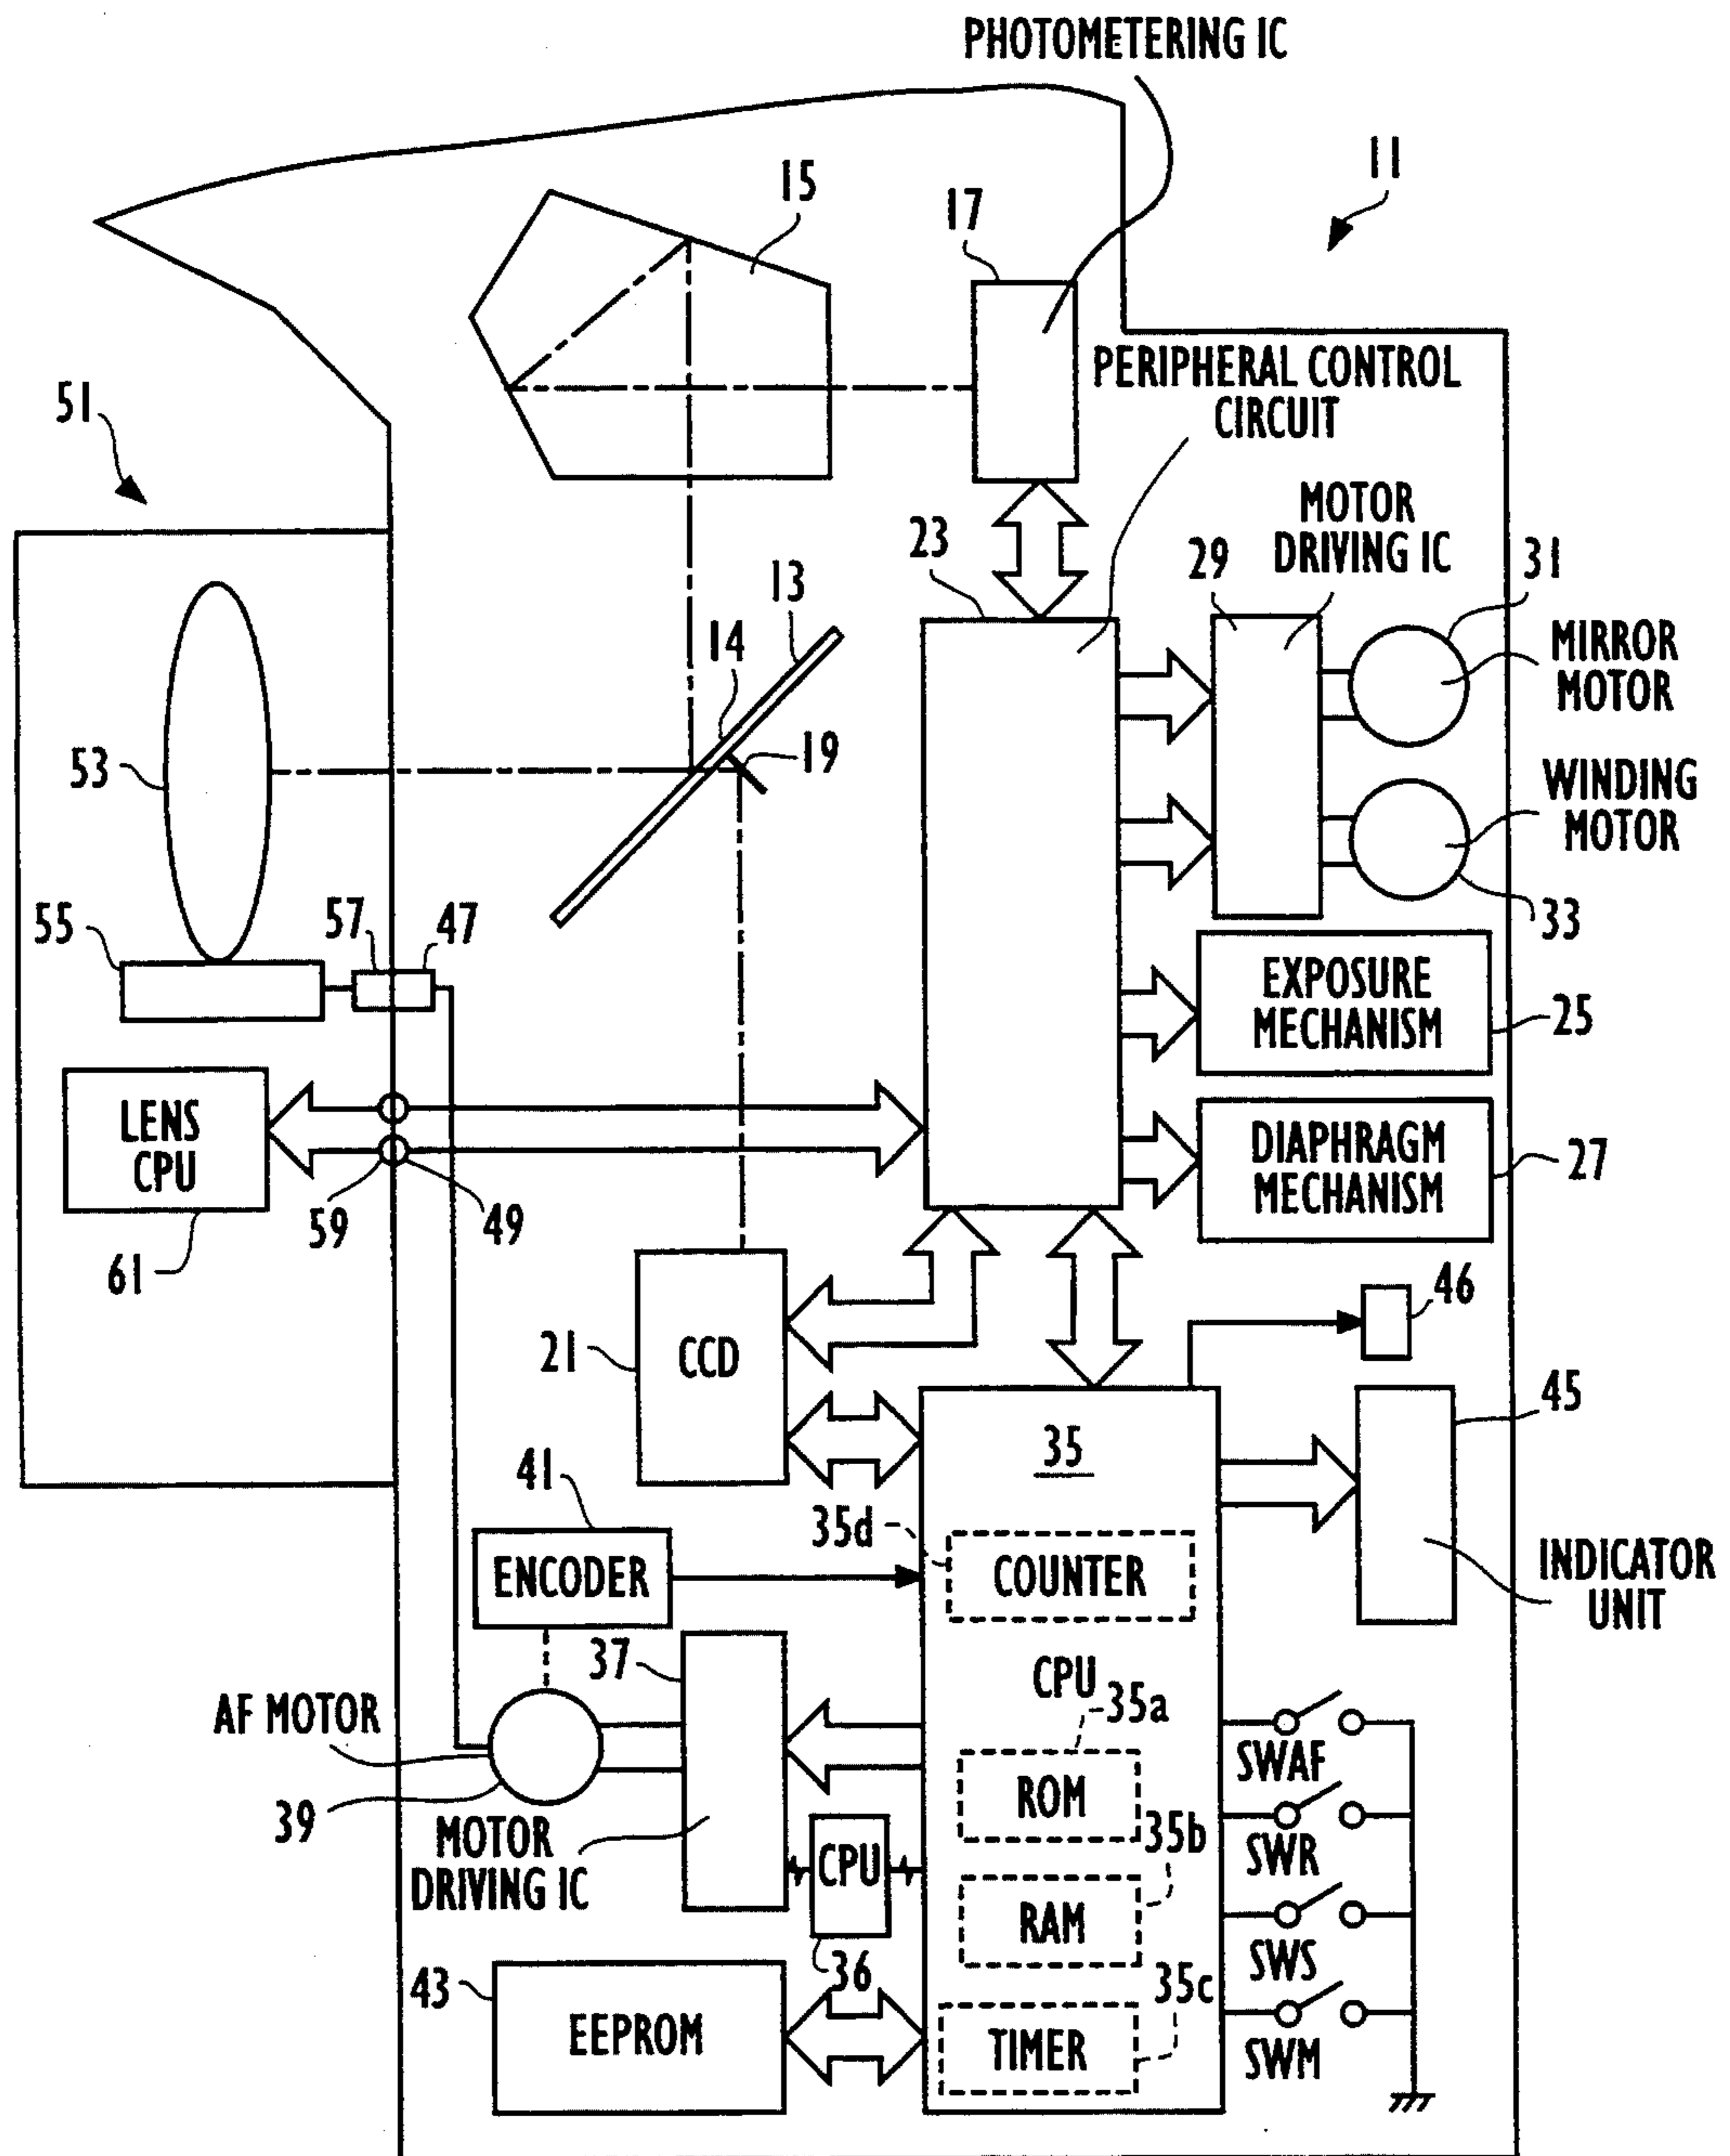 PHOTOMETERING IC
11
15
17
PERIPHERAL CONTROL
CIRCUIT
51
MOTOR
DRIVING IC
23
29
31
13
14
MIRROR
MOTOR
19
53
WINDING
MOTOR
33
55
57
47
EXPOSURE
MECHANISM
25
LENS
CPU
DIAPHRAGM
MECHANISM
27
59
49
61
46
21
CCD
45
35
41
35d
ENCODER
COUNTER
INDICATOR
UNIT
37
CPU
35a
AF MOTOR
SWAF
ROM
39
35b
MOTOR
DRIVING IC
CPU
SWR
RAM
36
SWS
43
35c
EEPROM
TIMER
SWM